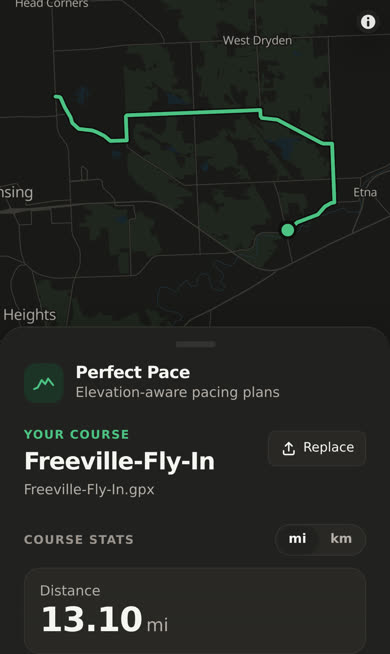 Head Corners
West Dryden
nsing
Etna
Heights
Perfect Pace
Elevation-aware pacing plans
YOUR COURSE
Freeville-Fly-In
Replace
Freeville-Fly-In.gpx
COURSE STATS
mi km
Distance
13.10 mi